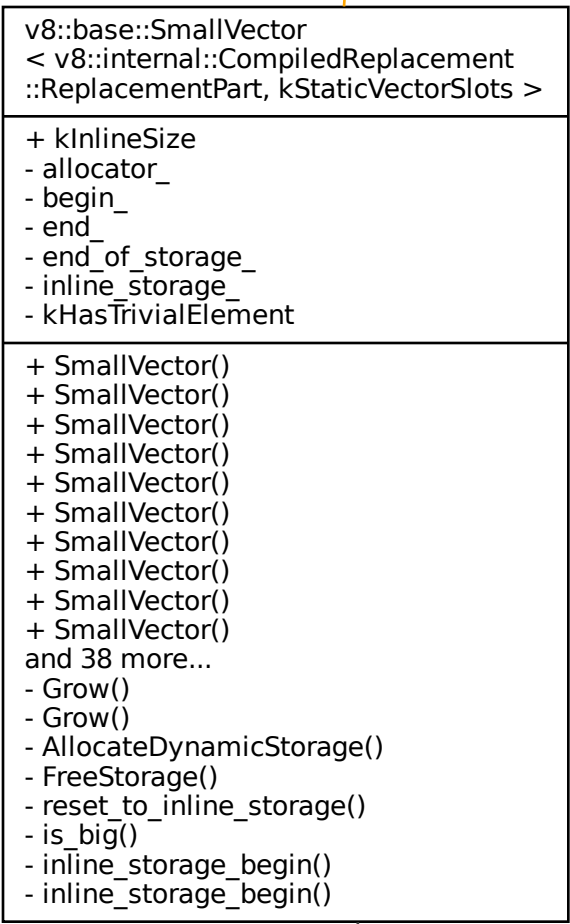 v8::base::SmallVector
< v8::internal::CompiledReplacement
::ReplacementPart, kStaticVectorSlots >
+ kInlineSize
- allocator_
- begin_
- end_
- end_of_storage_
- inline_storage_
- kHasTrivialElement
+ SmallVector()
+ SmallVector()
+ SmallVector()
+ SmallVector()
+ SmallVector()
+ SmallVector()
+ SmallVector()
+ SmallVector()
+ SmallVector()
+ SmallVector()
and 38 more...
- Grow()
- Grow()
- AllocateDynamicStorage()
- FreeStorage()
- reset_to_inline_storage()
- is_big()
- inline_storage_begin()
- inline_storage_begin()